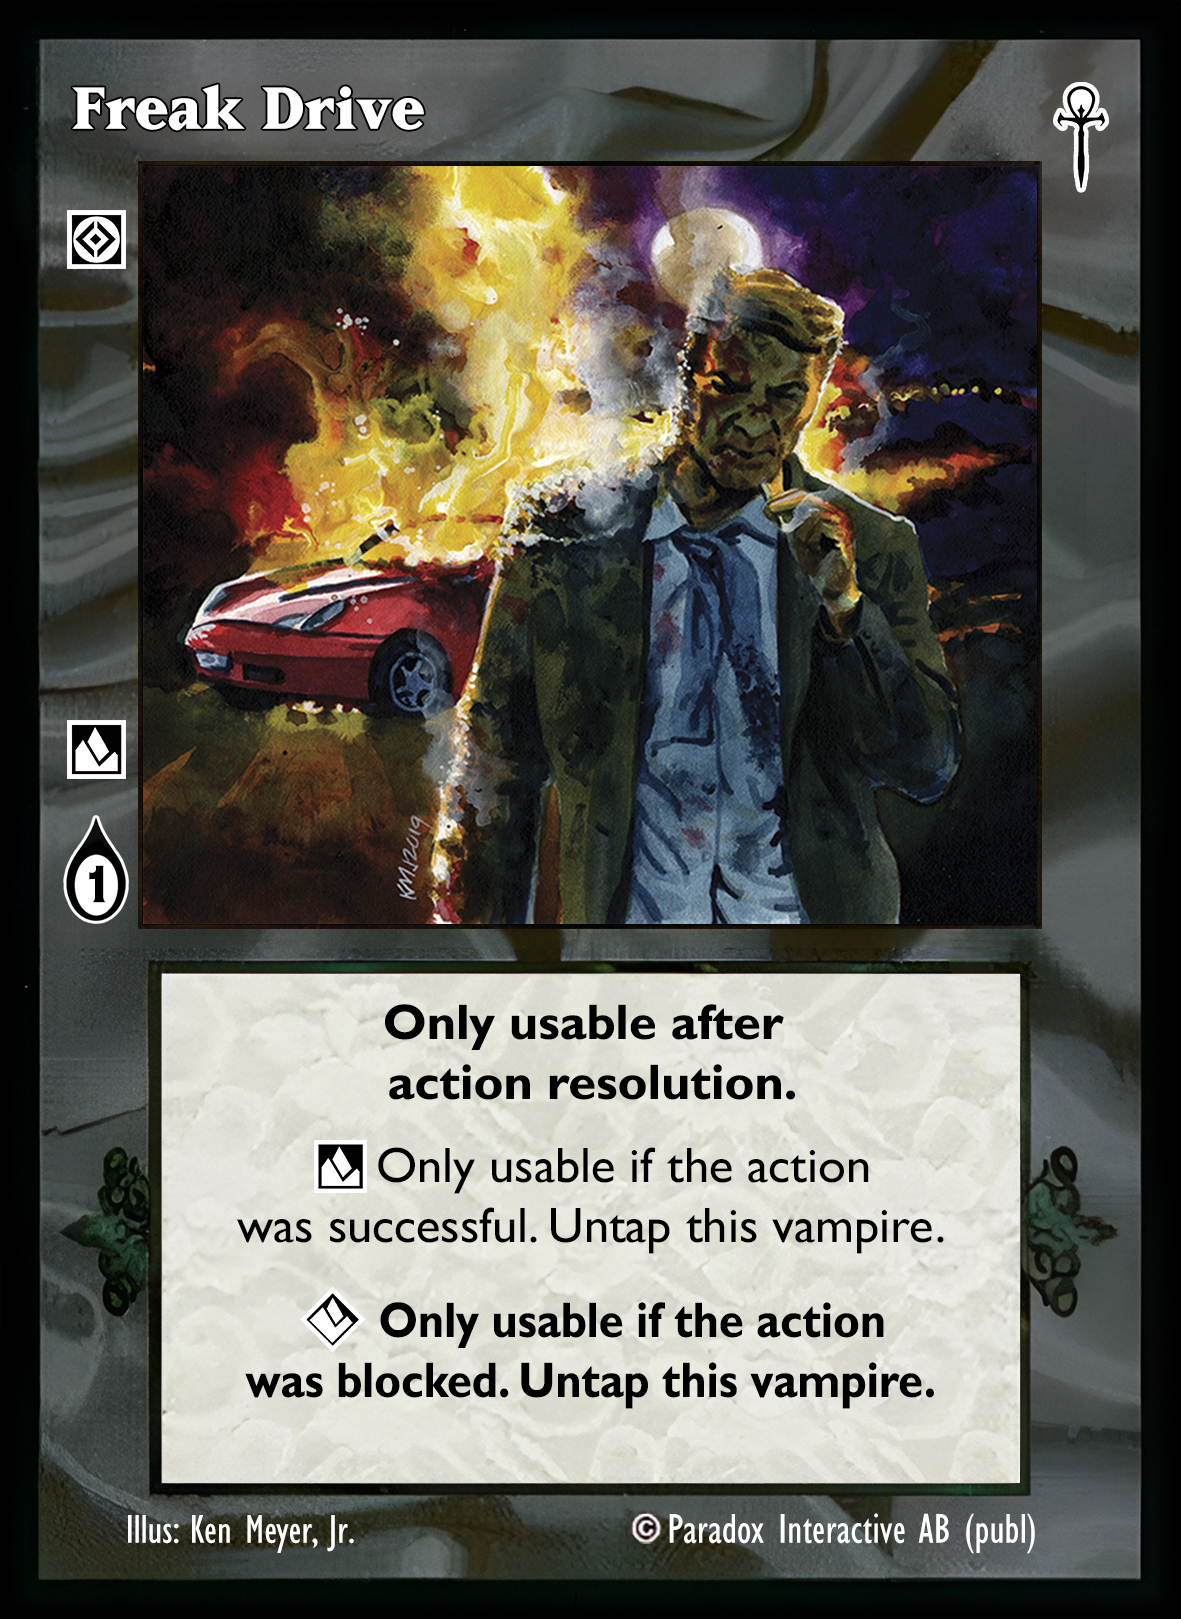 Freak Drive
1
KMJ2019
Only usable after
action resolution.
Only usable if the action
was successful. Untap this vampire.
Only usable if the action
was blocked. Untap this vampire.
Illus: Ken Meyer, Jr.
© Paradox Interactive AB (publ)